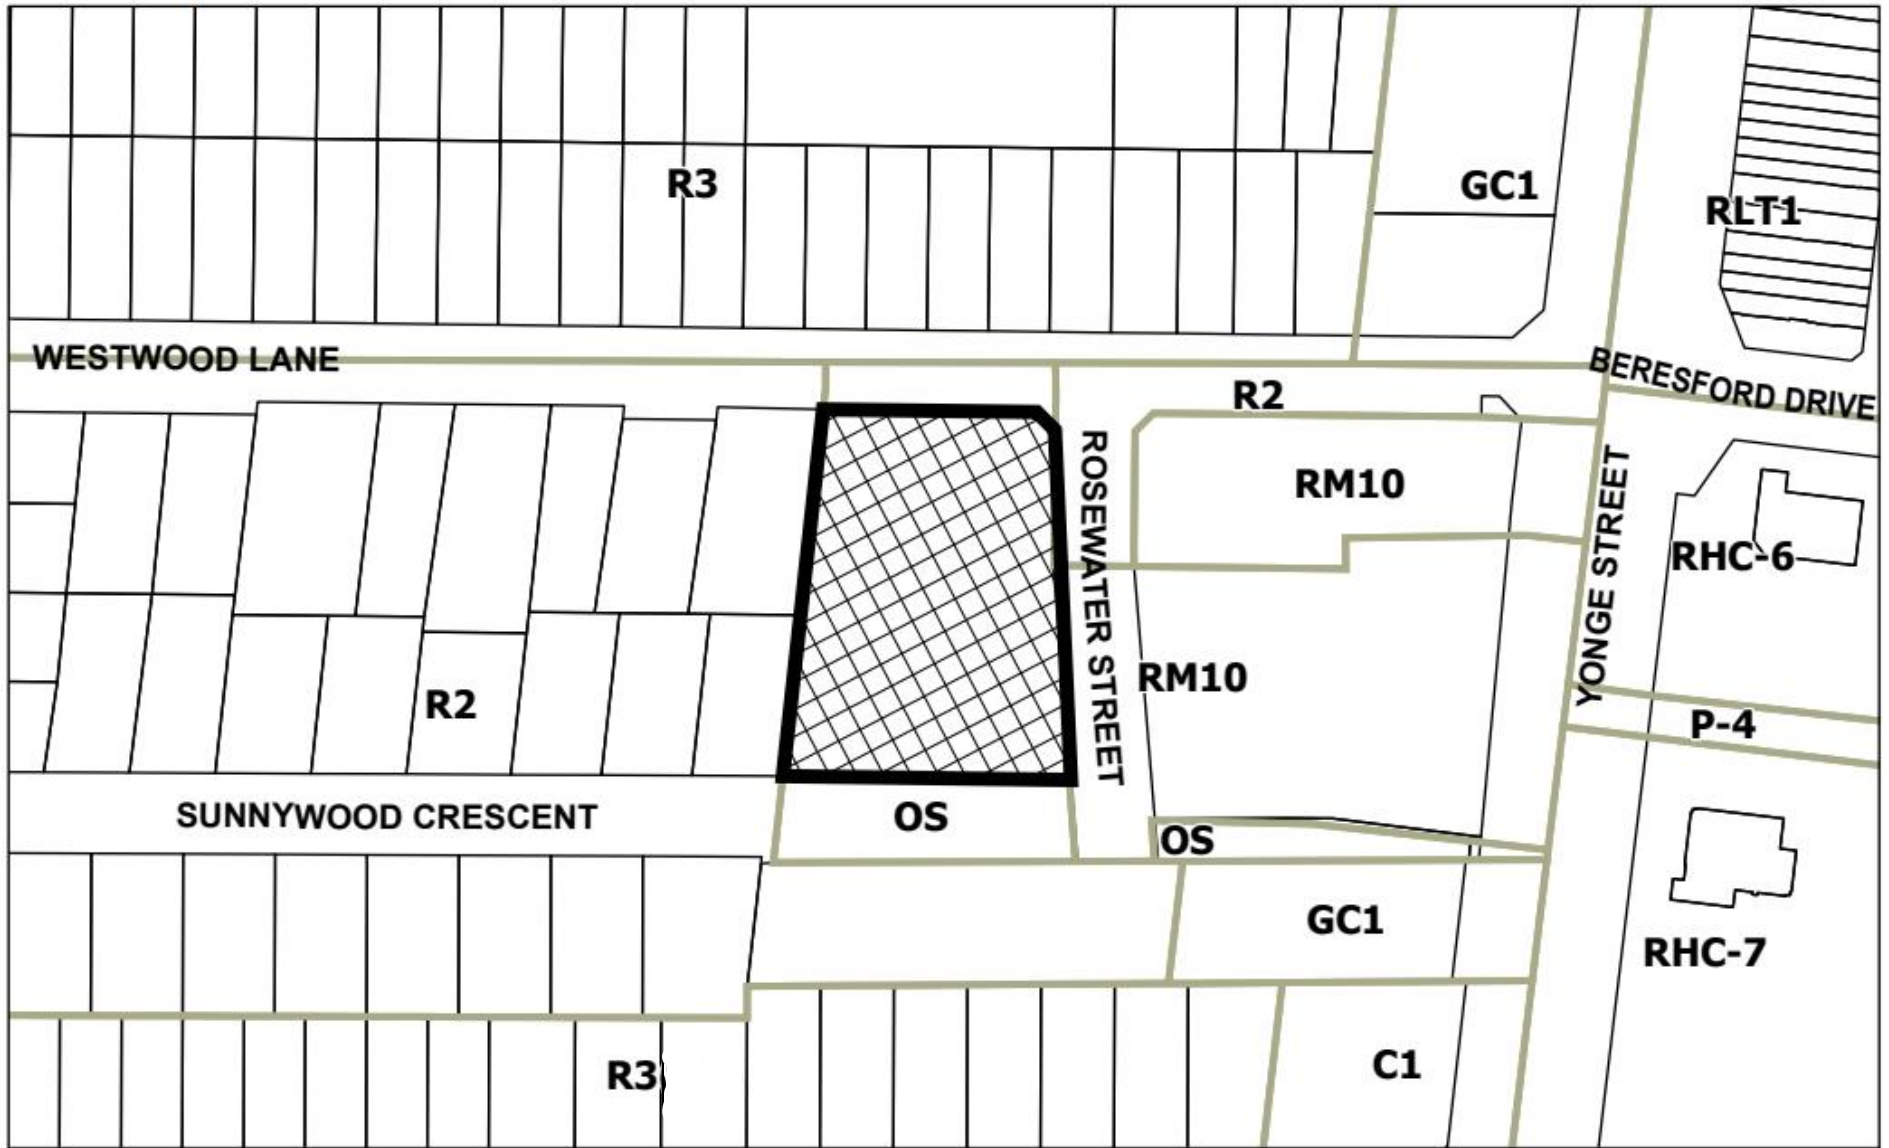 R3
GC1
RLT1
WESTWOOD LANE
BERESFORD DRIVE
R2
ROSEWATER STREET
RM10
YONGE STREET
RHC-6
RM10
R2
P-4
SUNNYWOOD CRESCENT
OS
OS
GC1
RHC-7
R3
C1